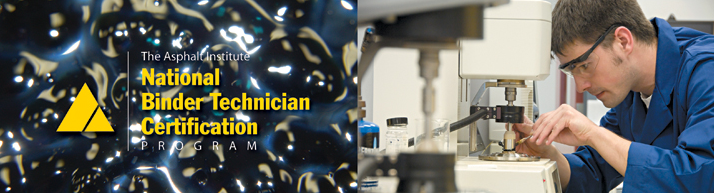 The Asphalt Institute
National
Binder Technician
Certification
PROGRAM